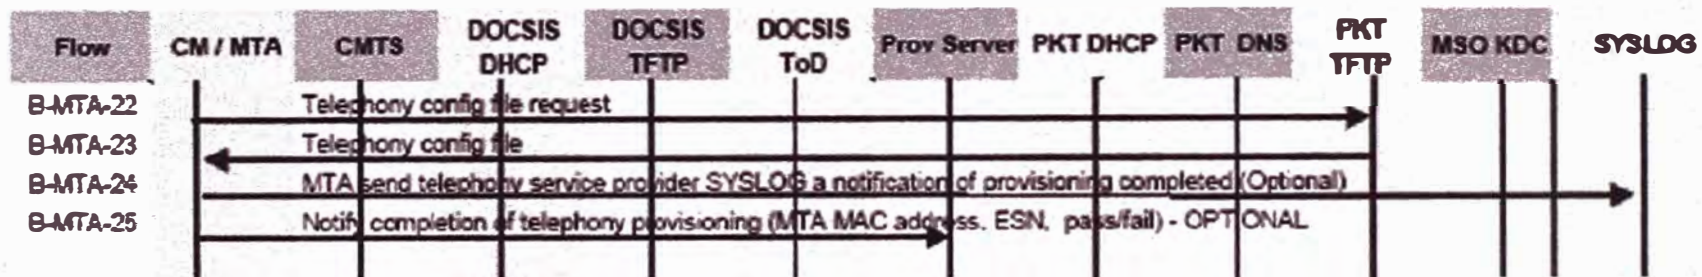 Flow CM / MTA CMTS DOCSIS DHCP DOCSIS TFTP DOCSIS ToD Prov Server PKT DHCP PKT DNS PKT TFTP MSO KDC SYSLOG
B-MTA-22 Telephony config file request
B-MTA-23 Telephony config file
B-MTA-24 MTA send telephony service provider SYSLOG a notification of provisioning completed (Optional)
B-MTA-25 Notify completion of telephony provisioning (MTA MAC address, ESN, pass/fail) - OPTIONAL